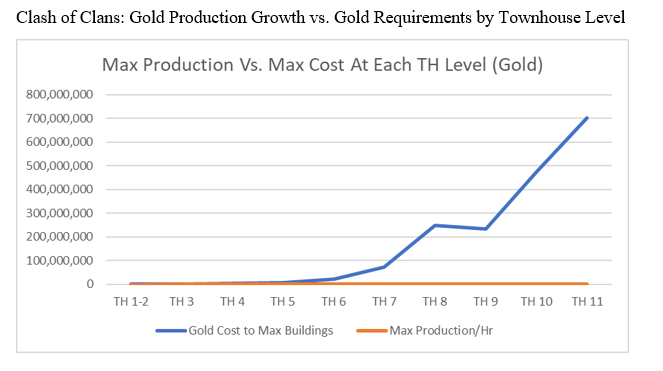 Clash of Clans: Gold Production Growth vs. Gold Requirements by Townhouse Level
Max Production Vs. Max Cost At Each TH Level (Gold)
800,000,000
700,000,000
600,000,000
500,000,000
400,000,000
300,000,000
200,000,000
100,000,000
0
TH 1-2 TH 3 TH 4 TH 5 TH 6 TH 7 TH 8 TH 9 TH 10 TH 11
Gold Cost to Max Buildings Max Production/Hr